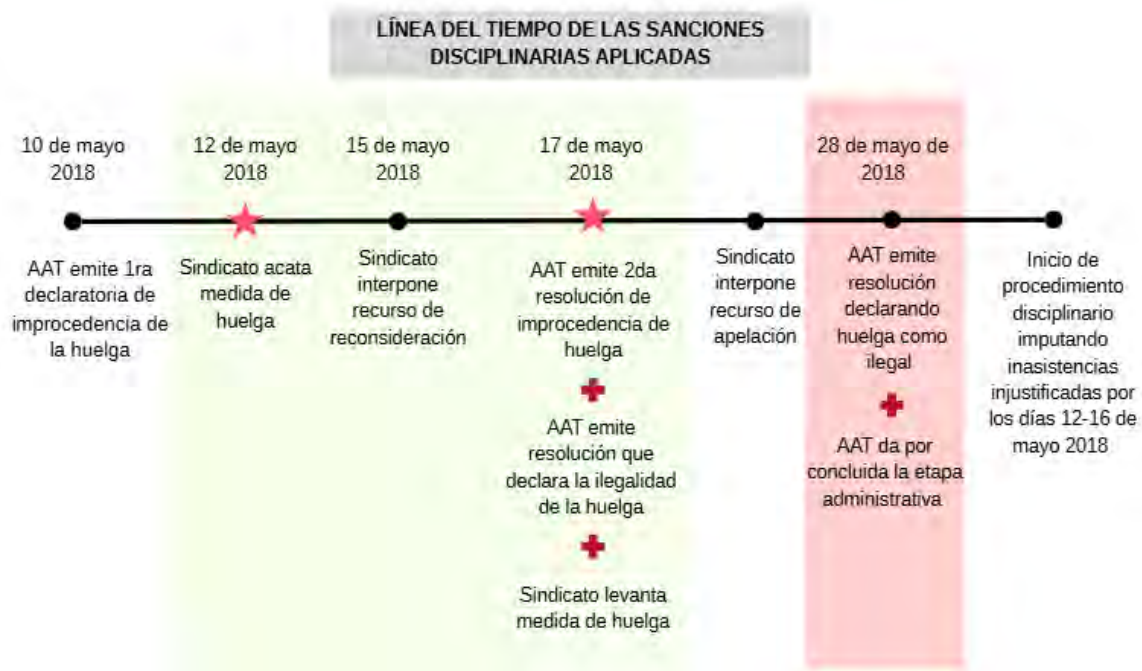 LÍNEA DEL TIEMPO DE LAS SANCIONES
DISCIPLINARIAS APLICADAS
10 de mayo
2018
AAT emite 1ra
declaratoria de
improcedencia de
la huelga
12 de mayo
2018
Sindicato acata
medida de
huelga
15 de mayo
2018
Sindicato
interpone
recurso de
reconsideración
17 de mayo
2018
AAT emite 2da
resolución de
improcedencia de
huelga
AAT emite
resolución que
declara la ilegalidad
de la huelga
Sindicato levanta
medida de huelga
Sindicato
interpone
recurso de
apelación
28 de mayo de
2018
AAT emite
resolución
declarando
huelga como
ilegal
AAT da por
concluida la etapa
administrativa
Inicio de
procedimiento
disciplinario
imputando
inasistencias
injustificadas por
los días 12-16 de
mayo 2018